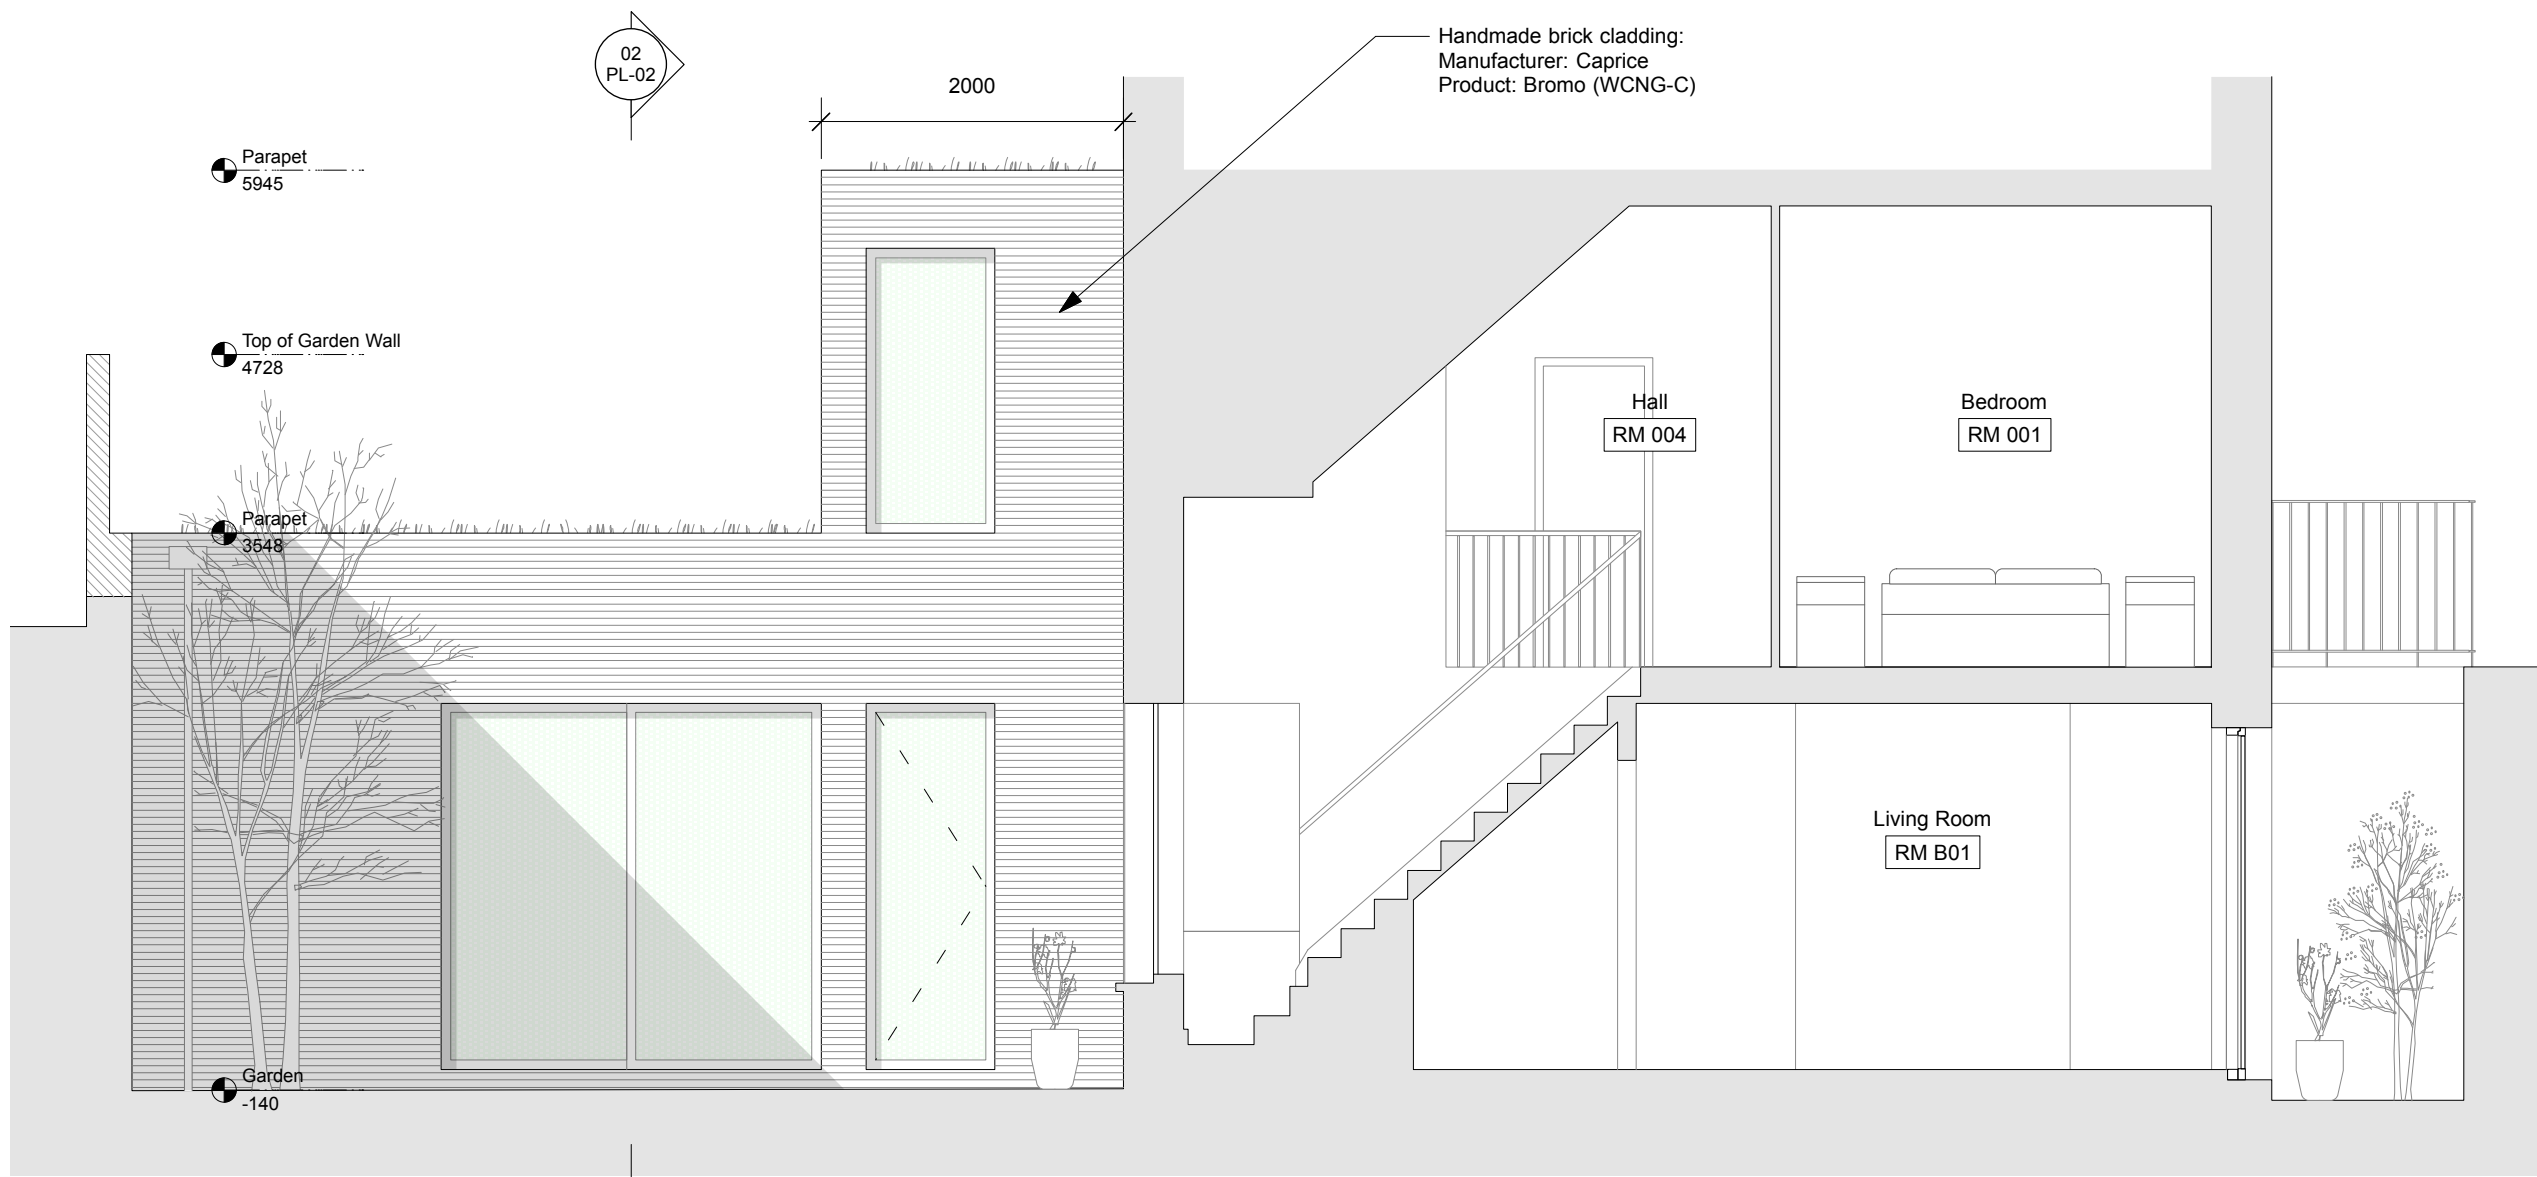 02
PL-02
2000
Handmade brick cladding:
Manufacturer: Caprice
Product: Bromo (WCNG-C)
Parapet
5945
Top of Garden Wall
4728
Hall
RM 004
Bedroom
RM 001
Parapet
3548
Living Room
RM B01
Garden
-140